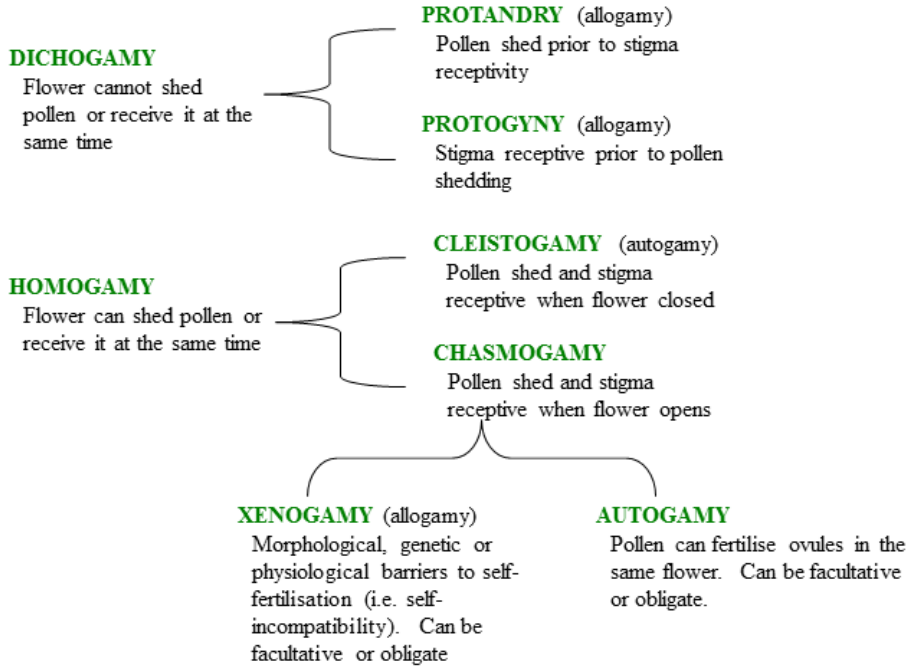 PROTANDRY (allogamy)
Pollen shed prior to stigma
receptivity
DICHOGAMY
Flower cannot shed
pollen or receive it at the
same time
PROTOGYNY (allogamy)
Stigma receptive prior to pollen
shedding
CLEISTOGAMY (autogamy)
Pollen shed and stigma
receptive when flower closed
HOMOGAMY
Flower can shed pollen or
receive it at the same time
CHASMOGAMY
Pollen shed and stigma
receptive when flower opens
XENOGAMY (allogamy)
Morphological, genetic or
physiological barriers to self-
fertilisation (i.e. self-
incompatibility). Can be
facultative or obligate
AUTOGAMY
Pollen can fertilise ovules in the
same flower. Can be facultative
or obligate.